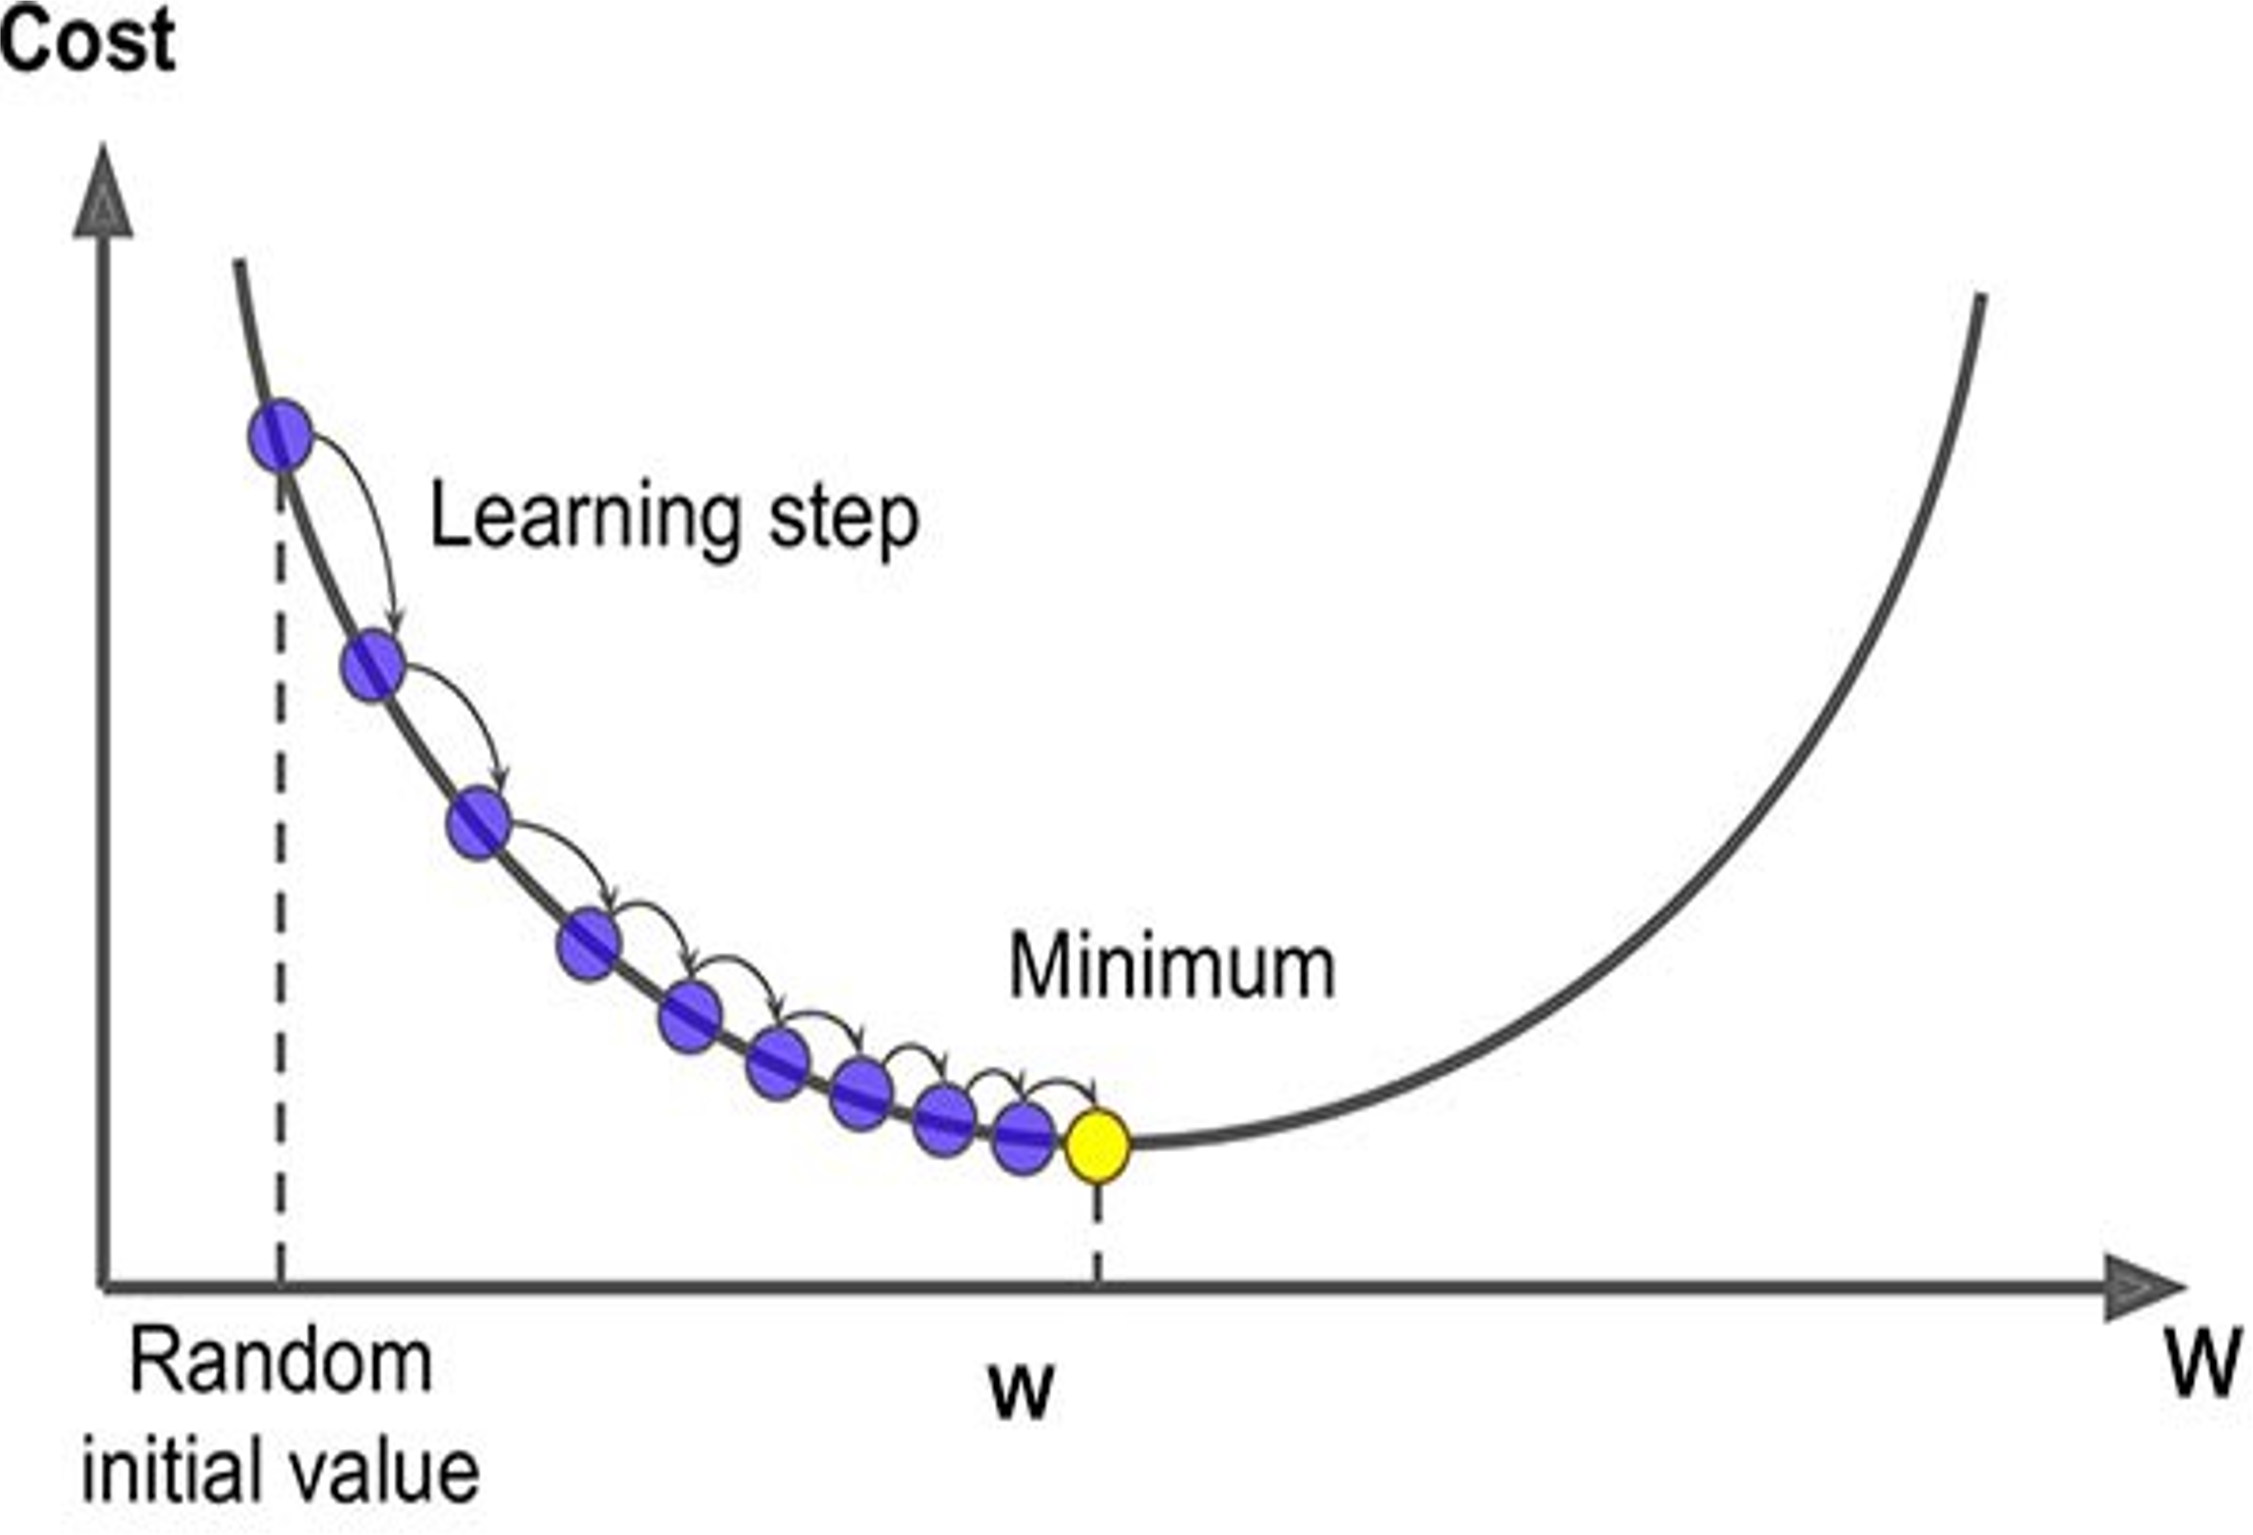 Cost
Learning step
Minimum
Random
initial value
w
W